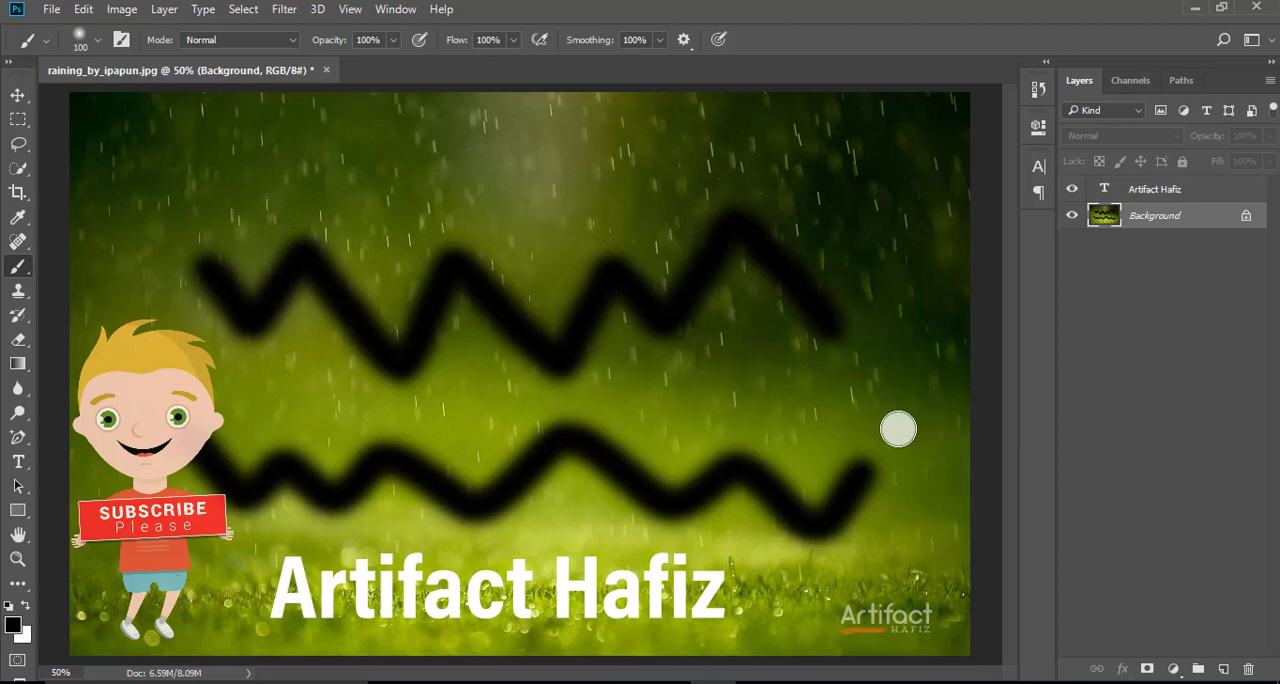 Ps File Edit Image Layer Type Select Filter 3D View Window Help
100 Mode: Normal Opacity: 100% Flow: 100% Smoothing: 100%
raining_by_ipapun.jpg @ 50% (Background, RGB/8#) * ×
Layers Channels Paths
Kind
Normal Opacity: 100%
Lock: Fill: 100%
Artifact Hafiz
Background
SUBSCRIBE
Please
Artifact Hafiz
Artifact
HAFIZ
50% Doc: 6.59M/8.09M